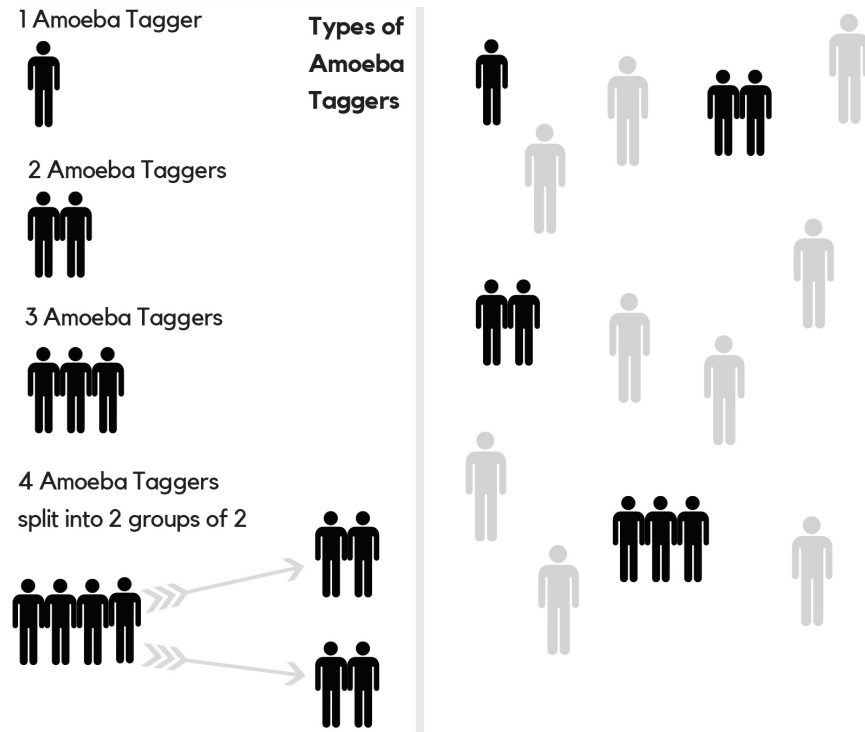 1 Amoeba Tagger
Types of
Amoeba
Taggers
2 Amoeba Taggers
3 Amoeba Taggers
4 Amoeba Taggers
split into 2 groups of 2